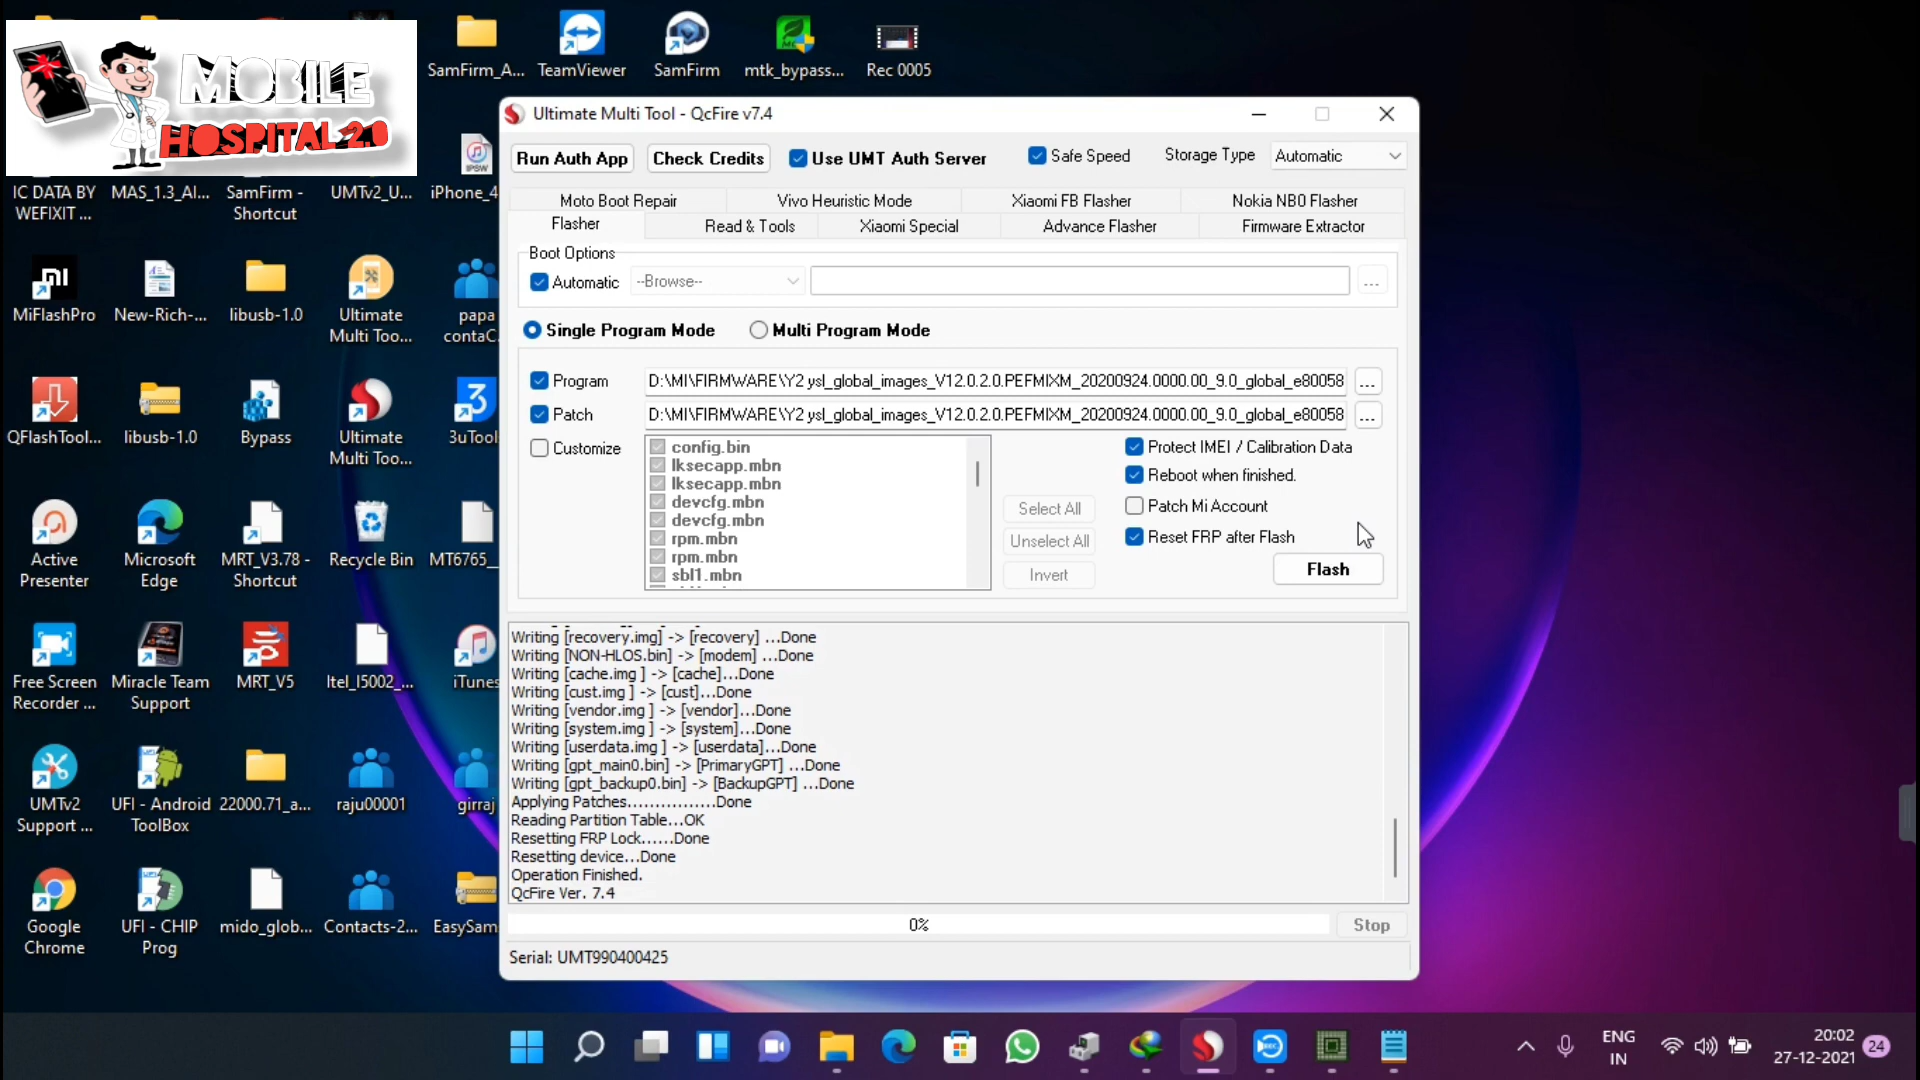 MOBILE
HOSPITAL 2.0
SamFirm_A...
TeamViewer
SamFirm
mtk_bypass...
Rec 0005
IC DATA BY
WEFIXIT ...
MAS_1.3_AI...
SamFirm -
Shortcut
UMTv2_U...
IPSW
iPhone_4
MiFlashPro
New-Rich-...
libusb-1.0
Ultimate
Multi Too...
papa
contaC...
QFlashTool...
libusb-1.0
Bypass
Ultimate
Multi Too...
3uTool
Active
Presenter
Microsoft
Edge
MRT_V3.78 -
Shortcut
Recycle Bin
MT6765_
Free Screen
Recorder ...
Miracle Team
Support
MRT_V5
Itel_I5002_...
iTunes
UMTv2
Support ...
UFI - Android
ToolBox
22000.71_a...
raju00001
girraj
Google
Chrome
UFI - CHIP
Prog
mido_glob...
Contacts-2...
EasySam
Ultimate Multi Tool - QcFire v7.4
Run Auth App
Check Credits
Use UMT Auth Server
Safe Speed
Storage Type
Automatic
Moto Boot Repair
Vivo Heuristic Mode
Xiaomi FB Flasher
Nokia NB0 Flasher
Flasher
Read & Tools
Xiaomi Special
Advance Flasher
Firmware Extractor
Boot Options
Automatic
--Browse--
...
Single Program Mode
Multi Program Mode
Program
D:\MI\FIRMWARE\Y2 ysl_global_images_V12.0.2.0.PEFMIXM_20200924.0000.00_9.0_global_e80058
...
Patch
D:\MI\FIRMWARE\Y2 ysl_global_images_V12.0.2.0.PEFMIXM_20200924.0000.00_9.0_global_e80058
...
Customize
config.bin
lksecapp.mbn
lksecapp.mbn
devcfg.mbn
devcfg.mbn
rpm.mbn
rpm.mbn
sbl1.mbn
Select All
Unselect All
Invert
Protect IMEI / Calibration Data
Reboot when finished.
Patch Mi Account
Reset FRP after Flash
Flash
Writing [recovery.img] -> [recovery] ...Done
Writing [NON-HLOS.bin] -> [modem] ...Done
Writing [cache.img ] -> [cache]...Done
Writing [cust.img ] -> [cust]...Done
Writing [vendor.img ] -> [vendor]...Done
Writing [system.img ] -> [system]...Done
Writing [userdata.img ] -> [userdata]...Done
Writing [gpt_main0.bin] -> [PrimaryGPT] ...Done
Writing [gpt_backup0.bin] -> [BackupGPT] ...Done
Applying Patches................Done
Reading Partition Table...OK
Resetting FRP Lock......Done
Resetting device...Done
Operation Finished.
QcFire Ver. 7.4
0%
Stop
Serial: UMT990400425
ENG
IN
20:02
27-12-2021
24